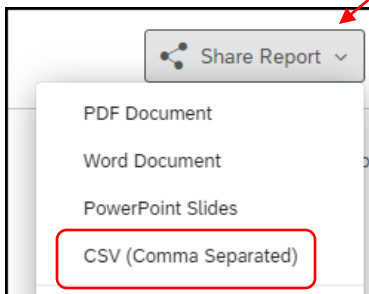 Share Report
PDF Document
Word Document
PowerPoint Slides
CSV (Comma Separated)